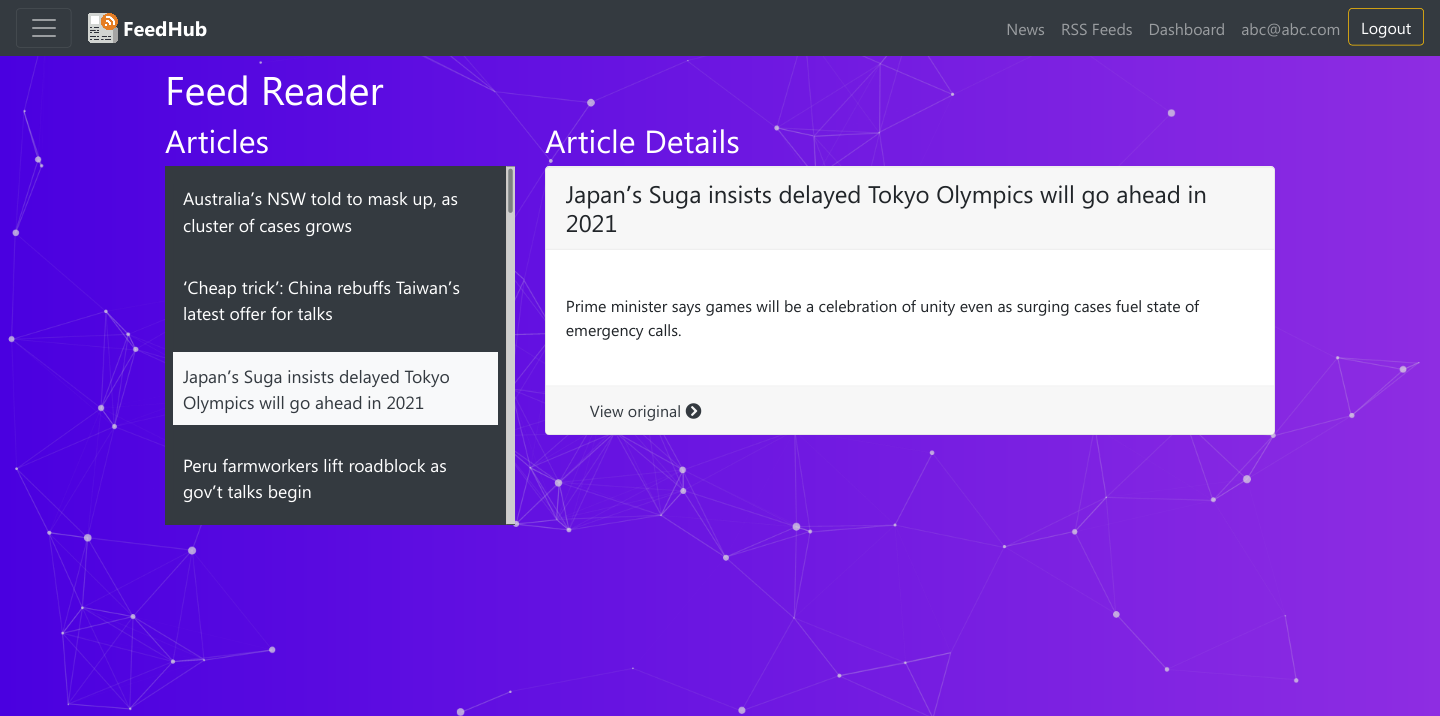 FeedHub
News RSS Feeds Dashboard abc@abc.com Logout
Feed Reader
Articles
Australia’s NSW told to mask up, as
cluster of cases grows
‘Cheap trick’: China rebuffs Taiwan’s
latest offer for talks
Japan’s Suga insists delayed Tokyo
Olympics will go ahead in 2021
Peru farmworkers lift roadblock as
gov’t talks begin
Article Details
Japan’s Suga insists delayed Tokyo Olympics will go ahead in
2021
Prime minister says games will be a celebration of unity even as surging cases fuel state of
emergency calls.
View original